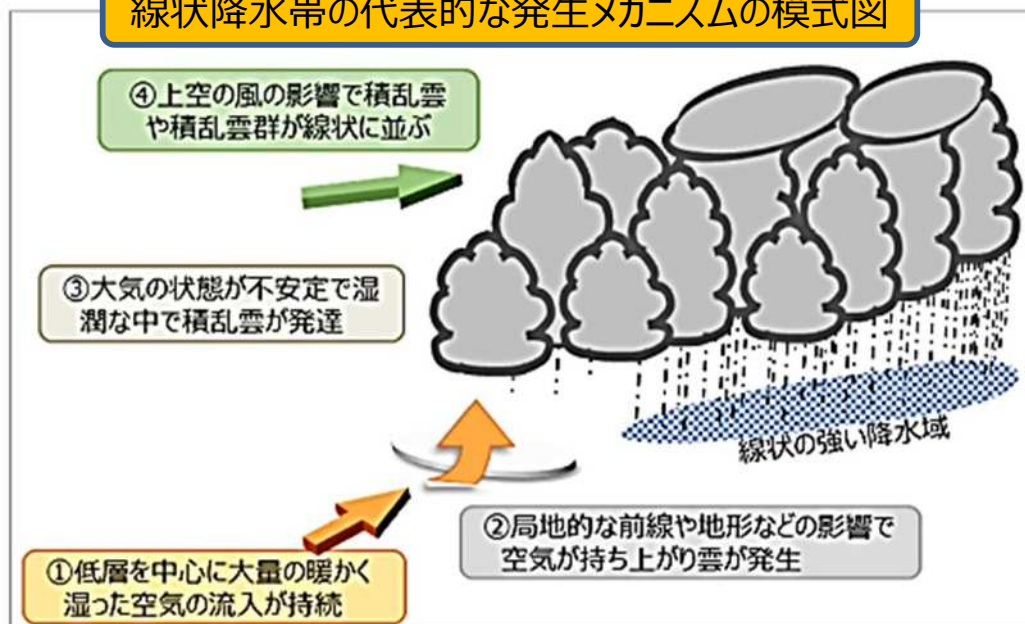 線状降水帯の代表的な発生メカニズムの模式図
④上空の風の影響で積乱雲
や積乱雲群が線状に並ぶ
③大気の状態が不安定で湿
潤な中で積乱雲が発達
線状の強い降水域
②局地的な前線や地形などの影響で
空気が持ち上がり雲が発生
①低層を中心に大量の暖かく
湿った空気の流入が持続